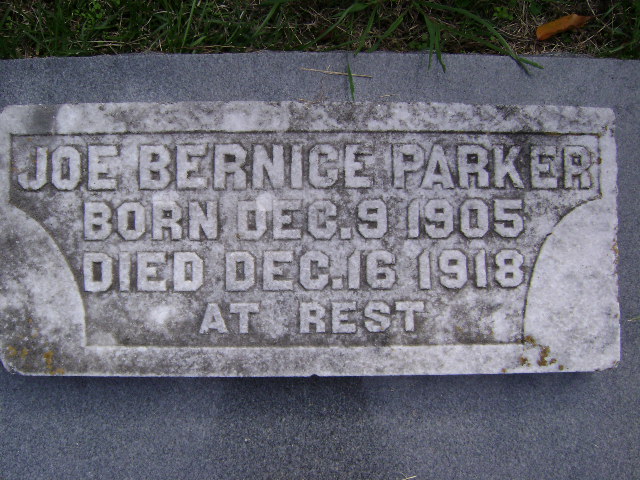 JOE BERNICE PARKER
BORN DEC. 9 1905
DIED DEC. 16 1918
AT REST